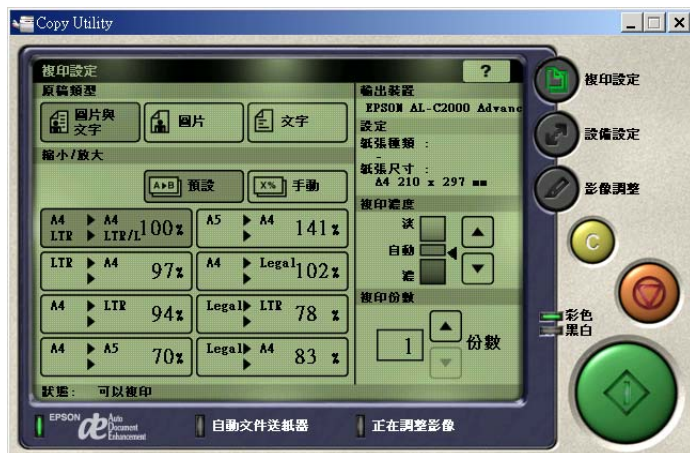 Copy Utility
複印設定
?
原稿類型
圖片與
文字
圖片
文字
縮小/放大
A▸B 預設
X% 手動
A4 ▶ A4
LTR ▶ LTR/L 100%
A5 ▶ A4 141%
LTR ▶ A4 97%
A4 ▶ Legal 102%
A4 ▶ LTR 94%
Legal ▶ LTR 78 %
A4 ▶ A5 70%
Legal ▶ A4 83 %
狀態: 可以複印
輸出裝置
EPSON AL-C2000 Advanc
設定
紙張種類 :
-
紙張尺寸 :
A4 210 x 297 mm
複印濃度
淡
自動
濃
複印份數
1 份數
複印設定
設備設定
影像調整
C
彩色
黑白
EPSON
Auto
Document
Enhancement
自動文件送紙器
正在調整影像